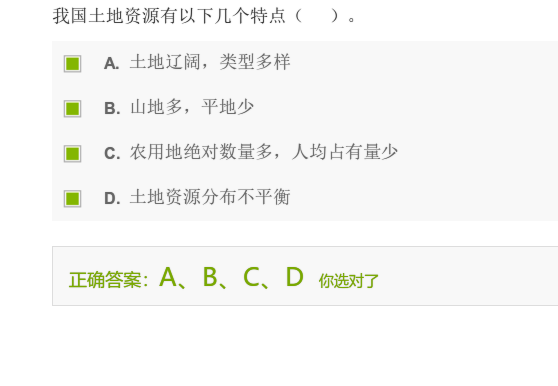 我国土地资源有以下几个特点（ ）。
A. 土地辽阔，类型多样
B. 山地多，平地少
C. 农用地绝对数量多，人均占有量少
D. 土地资源分布不平衡
正确答案：A、B、C、D 你选对了